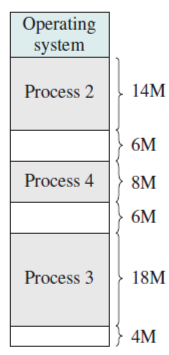 Operating
system
Process 2
14M
6M
Process 4
8M
6M
Process 3
18M
4M